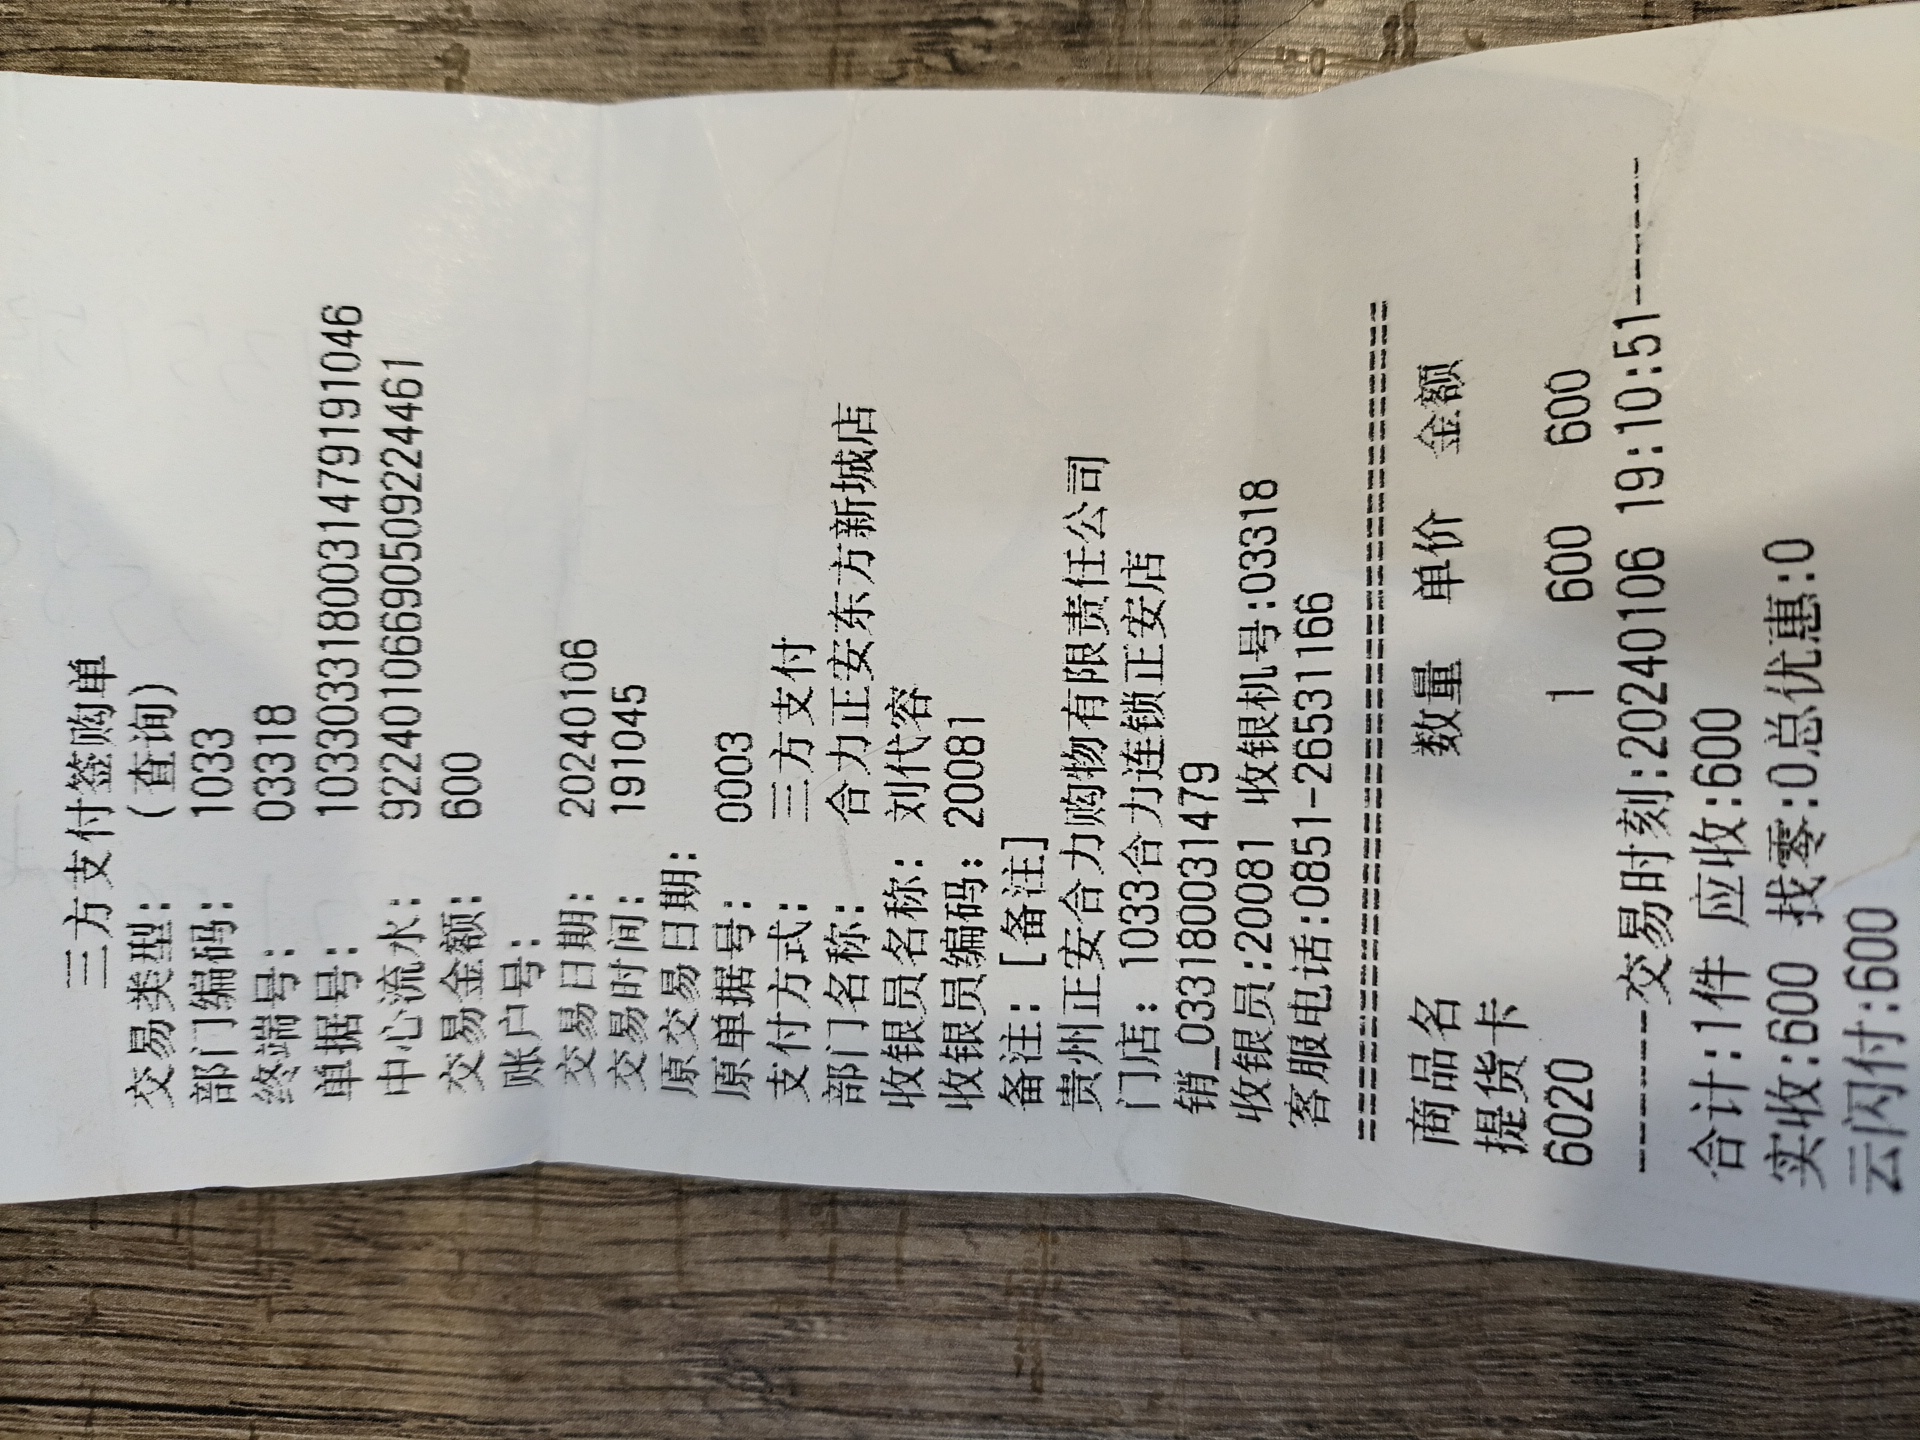 三方支付签购单
交易类型: (查询)
部门编码: 1033
终端号: 03318
单据号: 1033033180031479191046
中心流水: 9224010669050922 4461
交易金额: 600
账户号:
交易日期: 20240106
交易时间: 191045
原交易日期:
原单据号: 0003
支付方式: 三方支付
部门名称: 合力正安东方新城店
收银员名称: 刘代容
收银员编码: 20081
备注: [备注]
贵州正安合力购物有限责任公司
门店: 1033合力连锁正安店
销_033180031479
收银员:20081 收银机号:03318
客服电话:0851-26531166
================================
商品名 数量 单价 金额
提货卡
6020 1 600 600
------交易时刻:20240106 19:10:51------
合计:1件 应收:600
实收:600 找零:0总优惠:0
云闪付:600